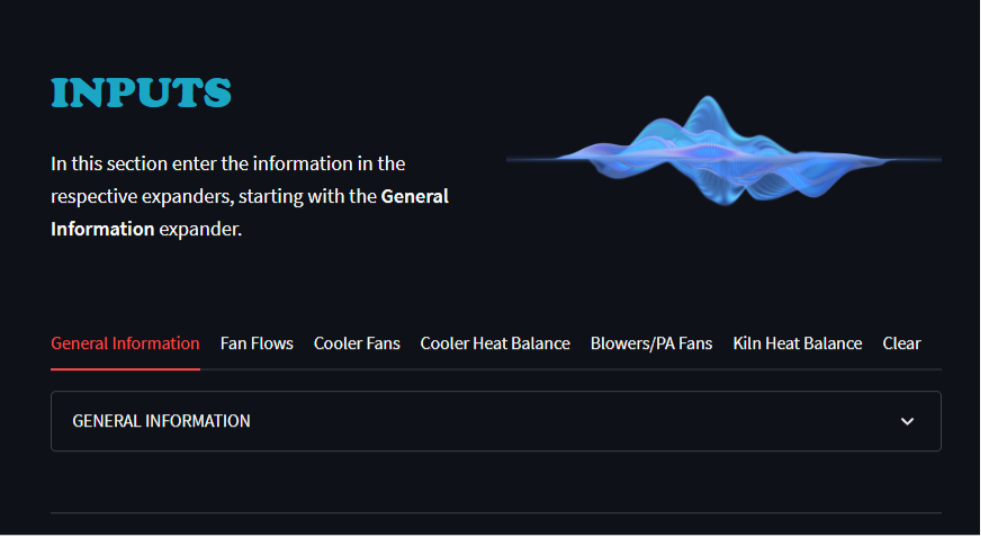 INPUTS
In this section enter the information in the
respective expanders, starting with the General
Information expander.
General Information Fan Flows Cooler Fans Cooler Heat Balance Blowers/PA Fans Kiln Heat Balance Clear
GENERAL INFORMATION